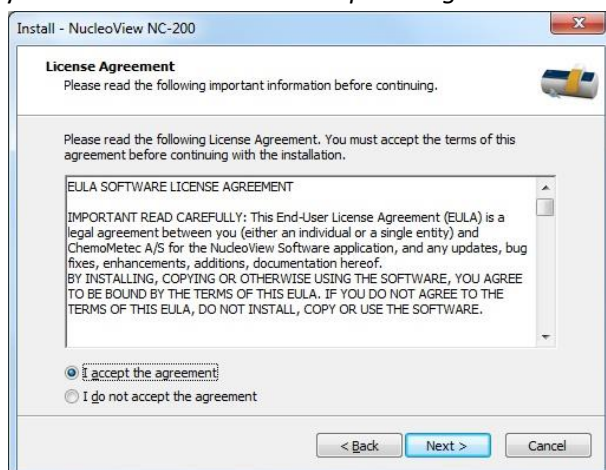 Install - NucleoView NC-200
License Agreement
Please read the following important information before continuing.
Please read the following License Agreement. You must accept the terms of this
agreement before continuing with the installation.
EULA SOFTWARE LICENSE AGREEMENT
IMPORTANT READ CAREFULLY: This End-User License Agreement (EULA) is a
legal agreement between you (either an individual or a single entity) and
ChemoMetec A/S for the NucleoView Software application, and any updates, bug
fixes, enhancements, additions, documentation hereof.
BY INSTALLING, COPYING OR OTHERWISE USING THE SOFTWARE, YOU AGREE
TO BE BOUND BY THE TERMS OF THIS EULA. IF YOU DO NOT AGREE TO THE
TERMS OF THIS EULA, DO NOT INSTALL, COPY OR USE THE SOFTWARE.
I accept the agreement
I do not accept the agreement
< Back Next > Cancel